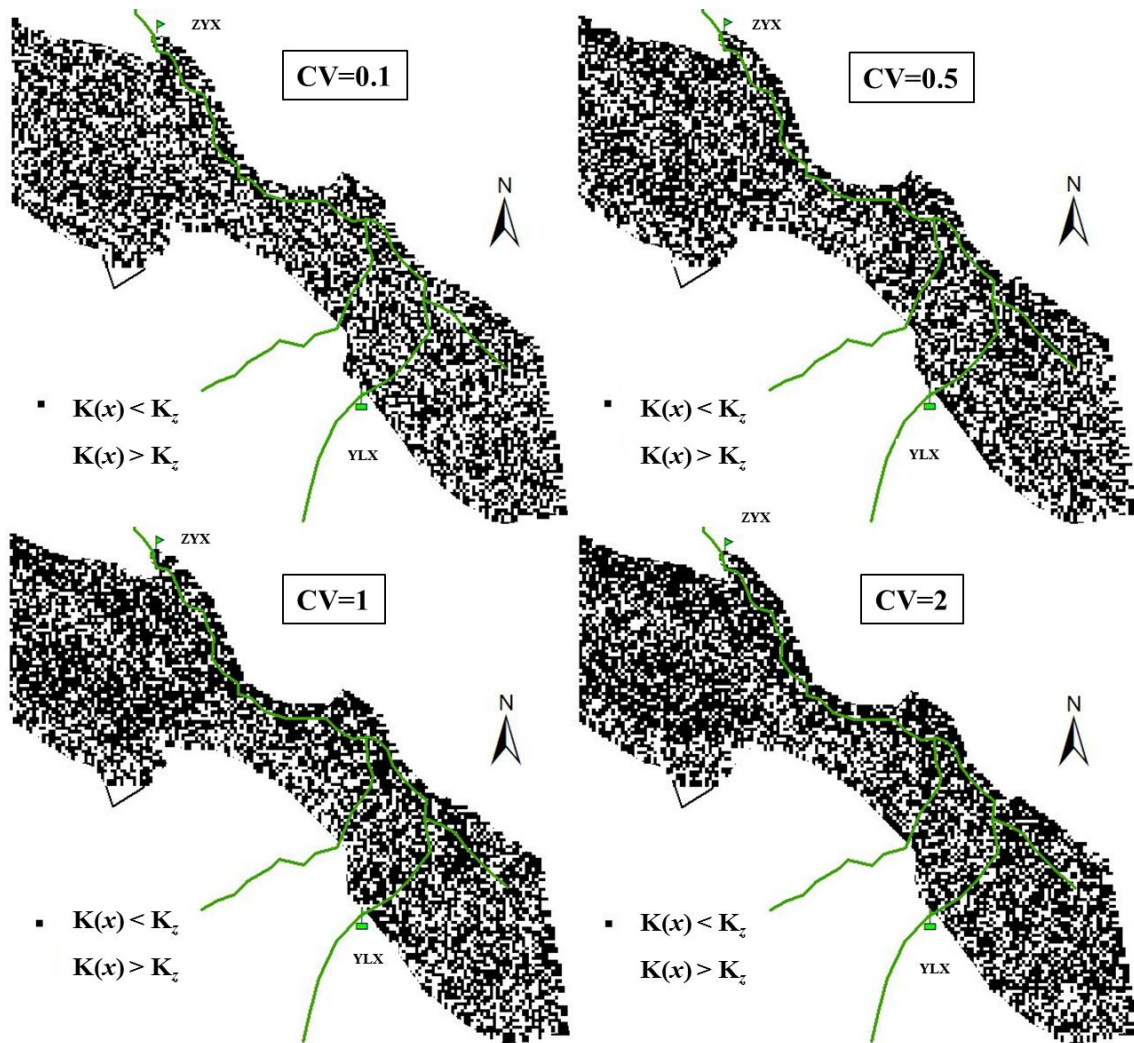 ZYX
CV=0.1
N
K(x) < Kz
K(x) > Kz
YLX
ZYX
CV=0.5
N
K(x) < Kz
K(x) > Kz
YLX
ZYX
CV=1
N
K(x) < Kz
K(x) > Kz
YLX
ZYX
CV=2
N
K(x) < Kz
K(x) > Kz
YLX